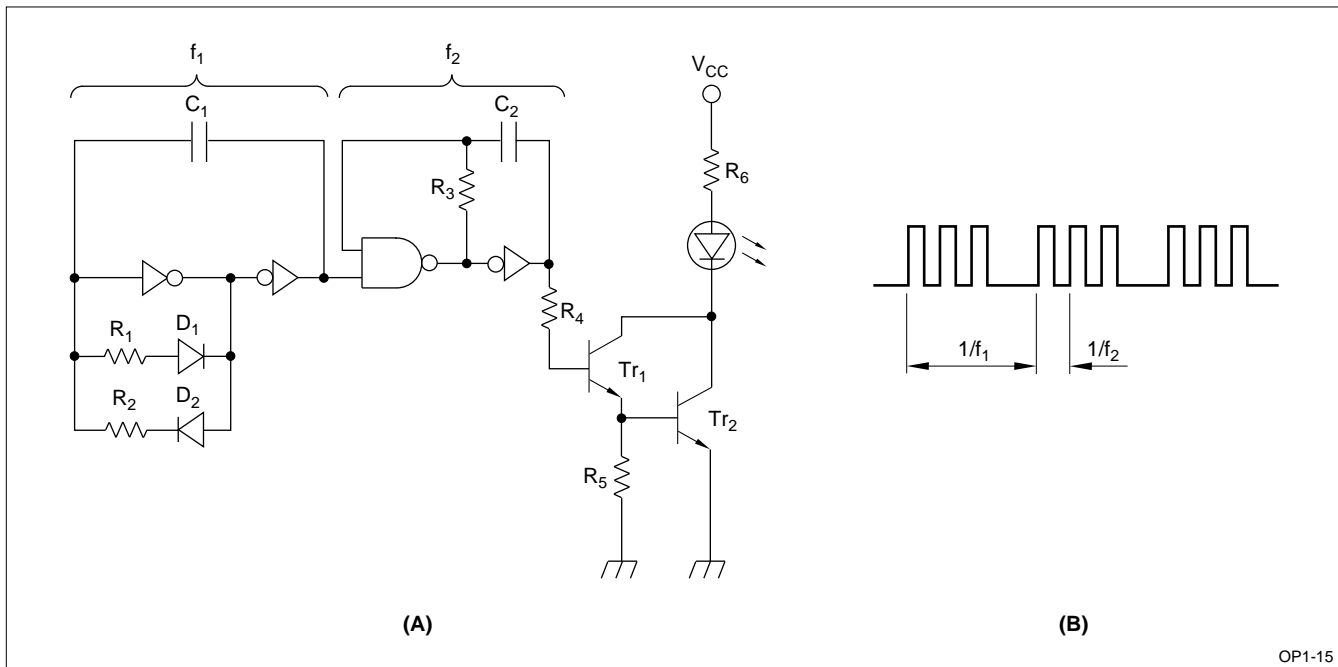 f₁
f₂
V_CC
C₁
C₂
R₆
R₃
R₄
R₁
D₁
1/f₁
1/f₂
Tr₁
R₂
D₂
Tr₂
R₅
(A)
(B)
OP1-15